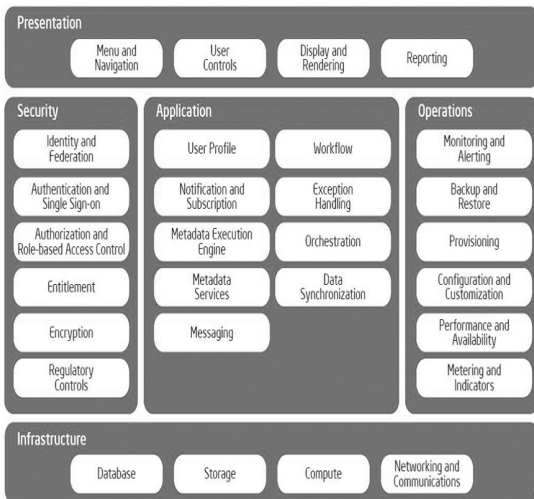 Presentation
Menu and
Navigation
User
Controls
Display and
Rendering
Reporting
Security
Identity and
Federation
Authentication and
Single Sign-on
Authorization and
Role-based Access Control
Entitlement
Encryption
Regulatory
Controls
Application
User Profile
Workflow
Notification and
Subscription
Exception
Handling
Metadata Execution
Engine
Orchestration
Metadata
Services
Data
Synchronization
Messaging
Operations
Monitoring and
Alerting
Backup and
Restore
Provisioning
Configuration and
Customization
Performance and
Availability
Metering and
Indicators
Infrastructure
Database
Storage
Compute
Networking and
Communications